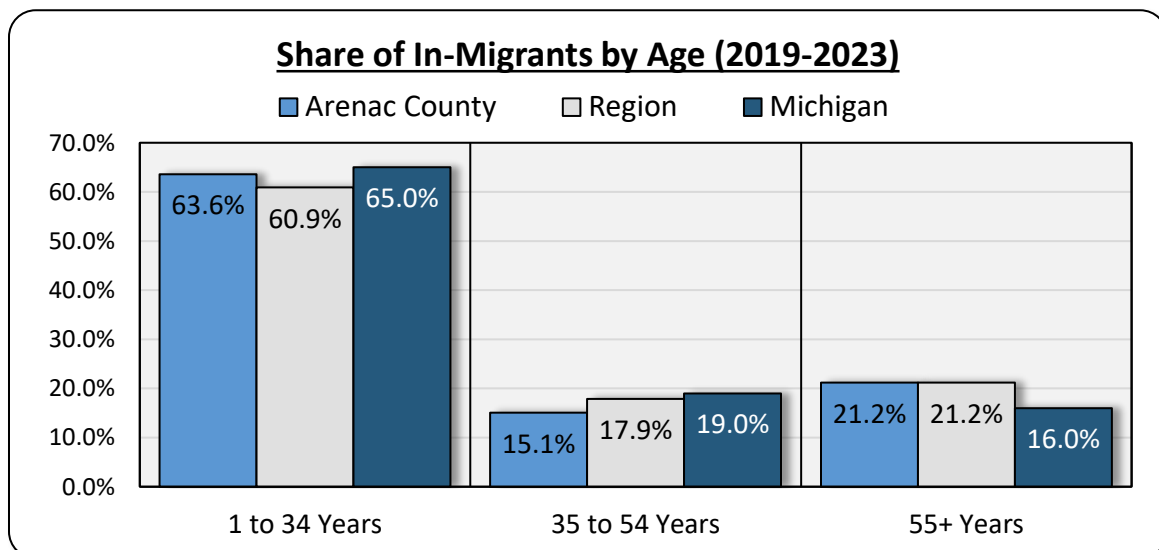 Share of In-Migrants by Age (2019-2023)
Arenac County Region Michigan
70.0%
60.0%
50.0%
40.0%
30.0%
20.0%
10.0%
0.0%
63.6% 60.9% 65.0%
15.1% 17.9% 19.0%
21.2% 21.2% 16.0%
1 to 34 Years 35 to 54 Years 55+ Years